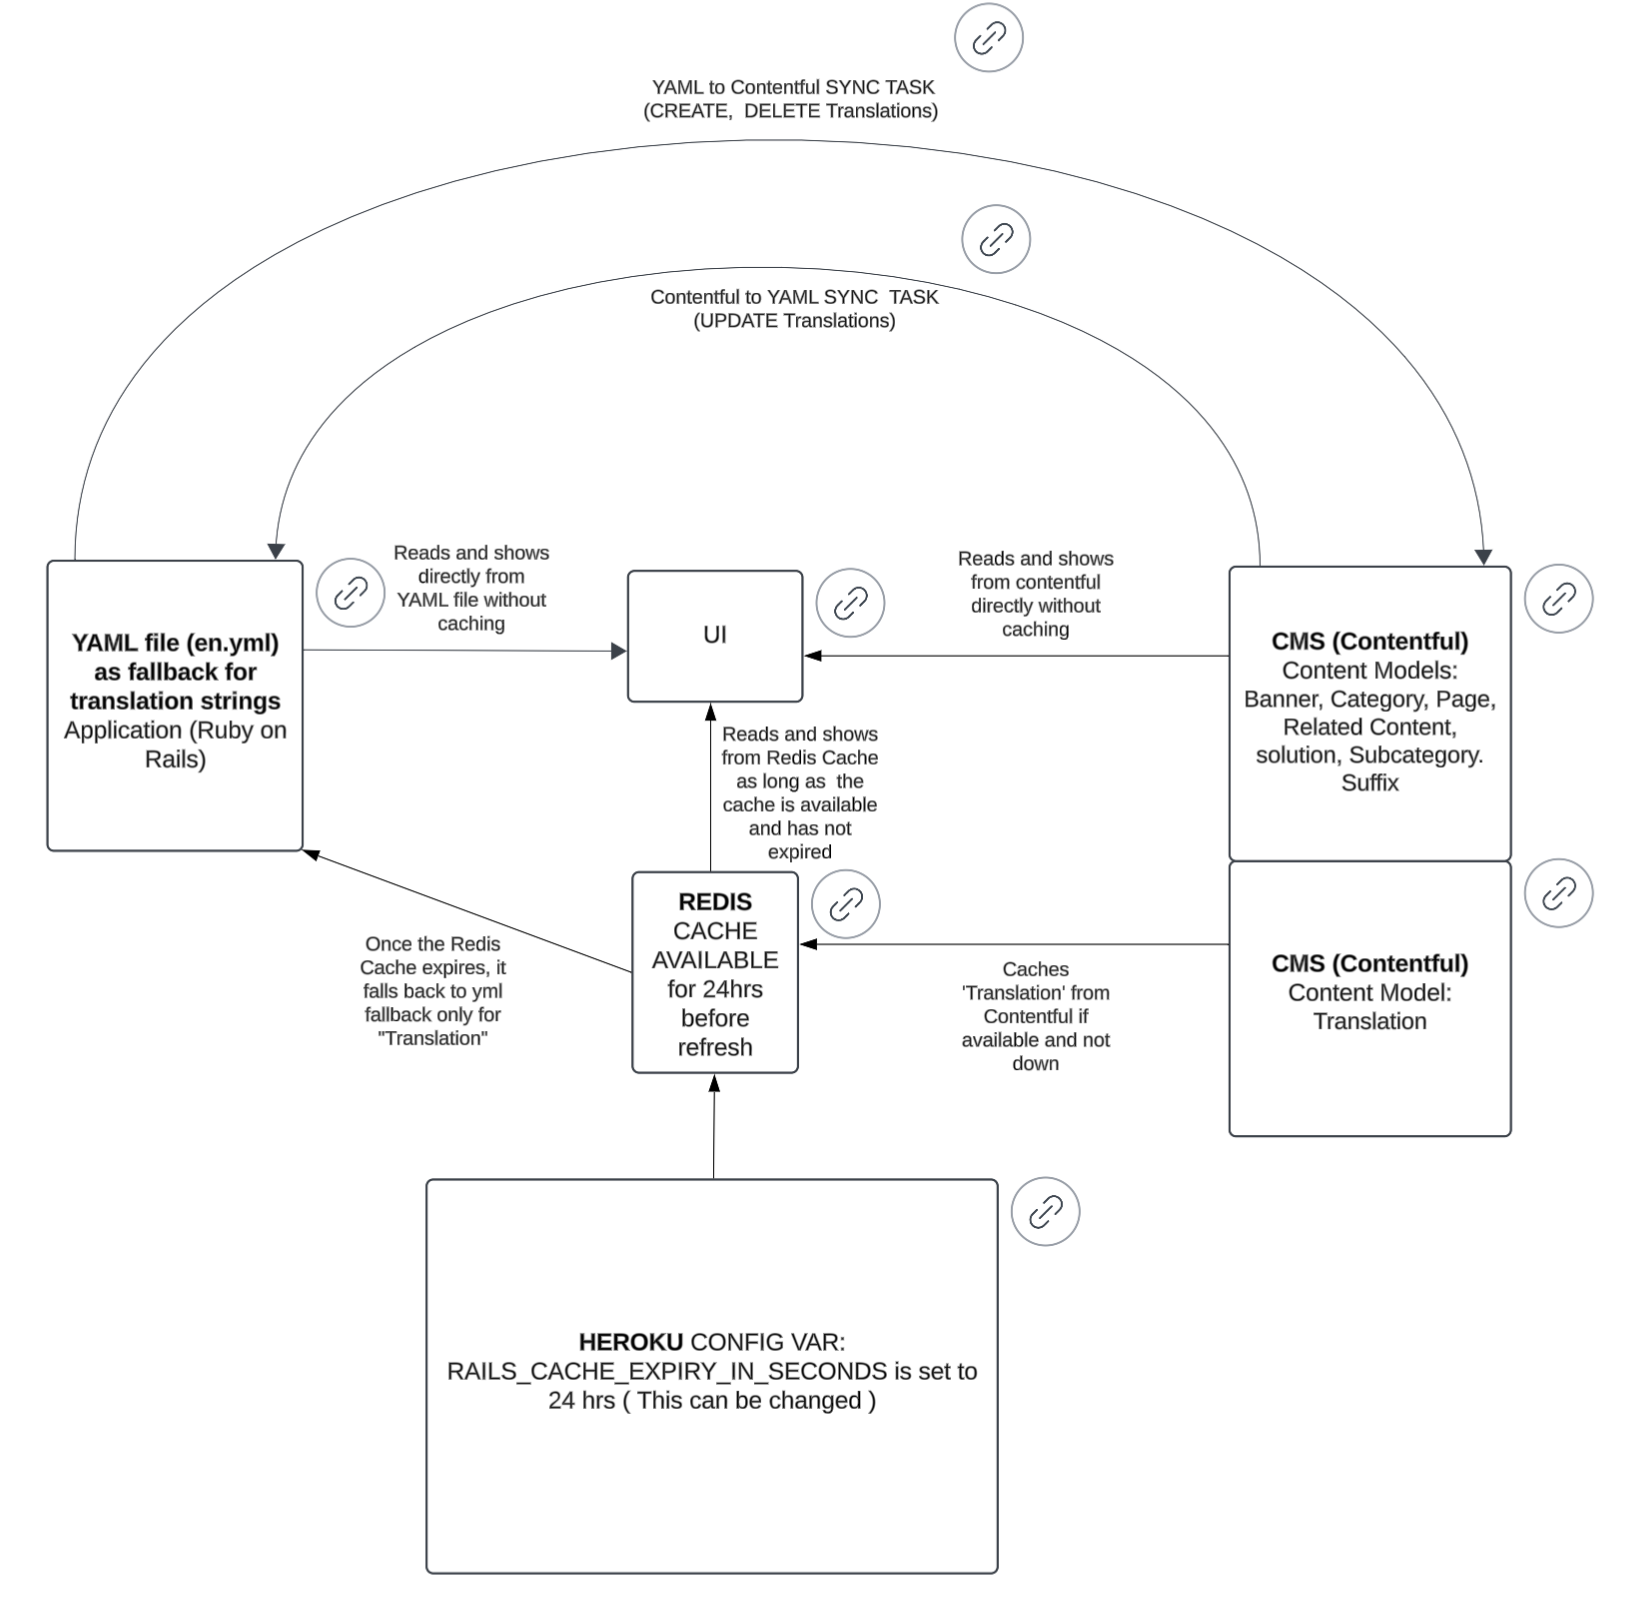 YAML to Contentful SYNC TASK
(CREATE,  DELETE Translations)
Contentful to YAML SYNC  TASK
(UPDATE Translations)
YAML file (en.yml)
as fallback for
translation strings
Application (Ruby on
Rails)
Reads and shows
directly from
YAML file without
caching
UI
Reads and shows
from contentful
directly without
caching
CMS (Contentful)
Content Models:
Banner, Category, Page,
Related Content,
solution, Subcategory.
Suffix
Reads and shows
from Redis Cache
as long as  the
cache is available
and has not
expired
Once the Redis
Cache expires, it
falls back to yml
fallback only for
"Translation"
REDIS
CACHE
AVAILABLE
for 24hrs
before
refresh
Caches
'Translation' from
Contentful if
available and not
down
CMS (Contentful)
Content Model:
Translation
HEROKU CONFIG VAR:
RAILS_CACHE_EXPIRY_IN_SECONDS is set to
24 hrs ( This can be changed )